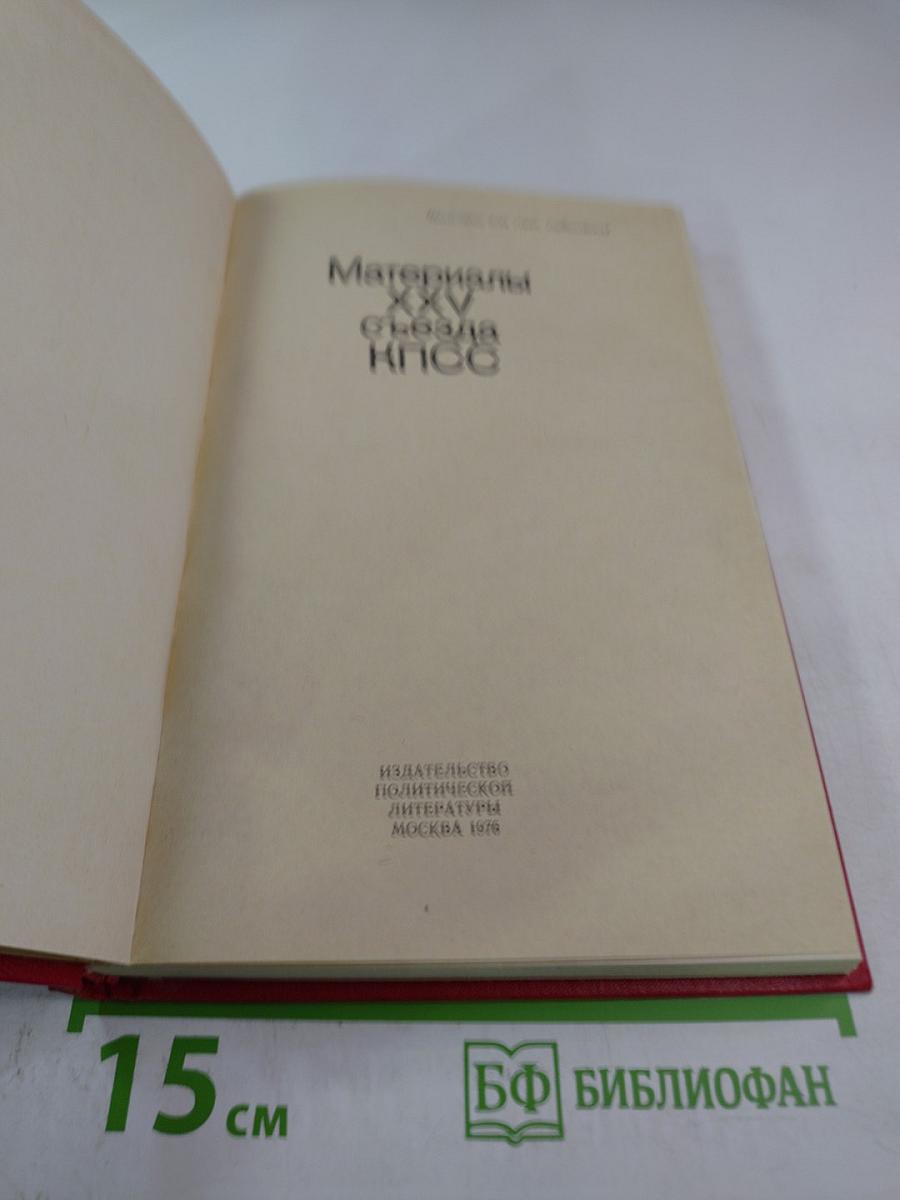 Материалы
XXV
съезда
КПСС
ИЗДАТЕЛЬСТВО
ПОЛИТИЧЕСКОЙ
ЛИТЕРАТУРЫ
МОСКВА 1976
15 см
БФ БИБЛИОФАН